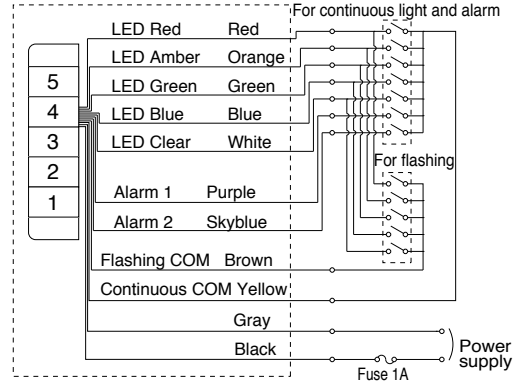 For continuous light and alarm
LED Red Red
LED Amber Orange
LED Green Green
LED Blue Blue
LED Clear White
5
4
3
2
1
For flashing
Alarm 1 Purple
Alarm 2 Skyblue
Flashing COM Brown
Continuous COM Yellow
Gray
Black
Power
supply
Fuse 1A